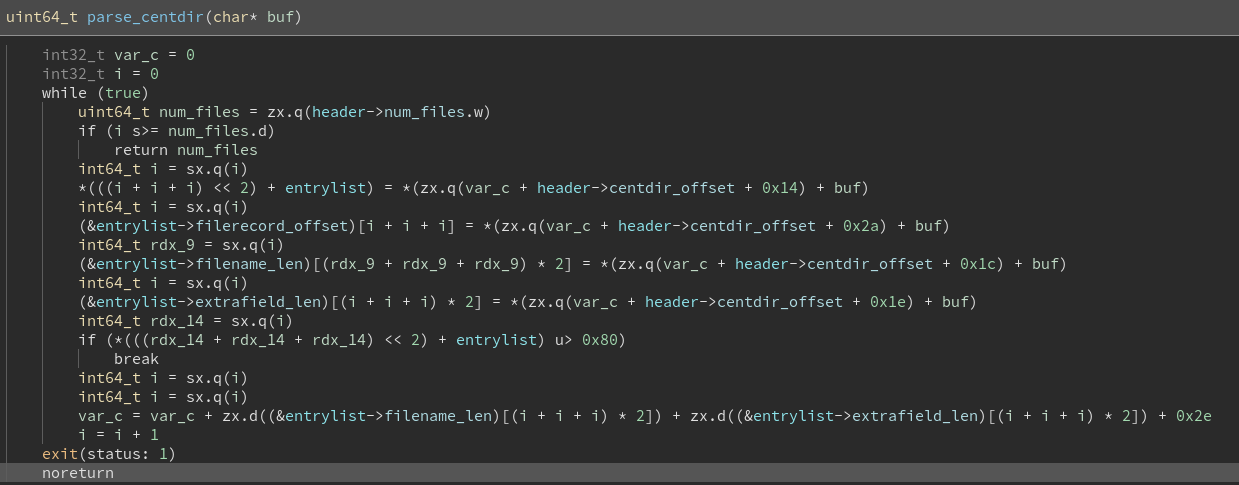 uint64_t parse_centdir(char* buf)
int32_t var_c = 0
int32_t i = 0
while (true)
uint64_t num_files = zx.q(header->num_files.w)
if (i s>= num_files.d)
return num_files
int64_t i = sx.q(i)
*(((i + i + i) << 2) + entrylist) = *(zx.q(var_c + header->centdir_offset + 0x14) + buf)
int64_t i = sx.q(i)
(&entrylist->filerecord_offset)[i + i + i] = *(zx.q(var_c + header->centdir_offset + 0x2a) + buf)
int64_t rdx_9 = sx.q(i)
(&entrylist->filename_len)[(rdx_9 + rdx_9 + rdx_9) * 2] = *(zx.q(var_c + header->centdir_offset + 0x1c) + buf)
int64_t i = sx.q(i)
(&entrylist->extrafield_len)[(i + i + i) * 2] = *(zx.q(var_c + header->centdir_offset + 0x1e) + buf)
int64_t rdx_14 = sx.q(i)
if (*(((rdx_14 + rdx_14 + rdx_14) << 2) + entrylist) u> 0x80)
break
int64_t i = sx.q(i)
int64_t i = sx.q(i)
var_c = var_c + zx.d((&entrylist->filename_len)[(i + i + i) * 2]) + zx.d((&entrylist->extrafield_len)[(i + i + i) * 2]) + 0x2e
i = i + 1
exit(status: 1)
noreturn